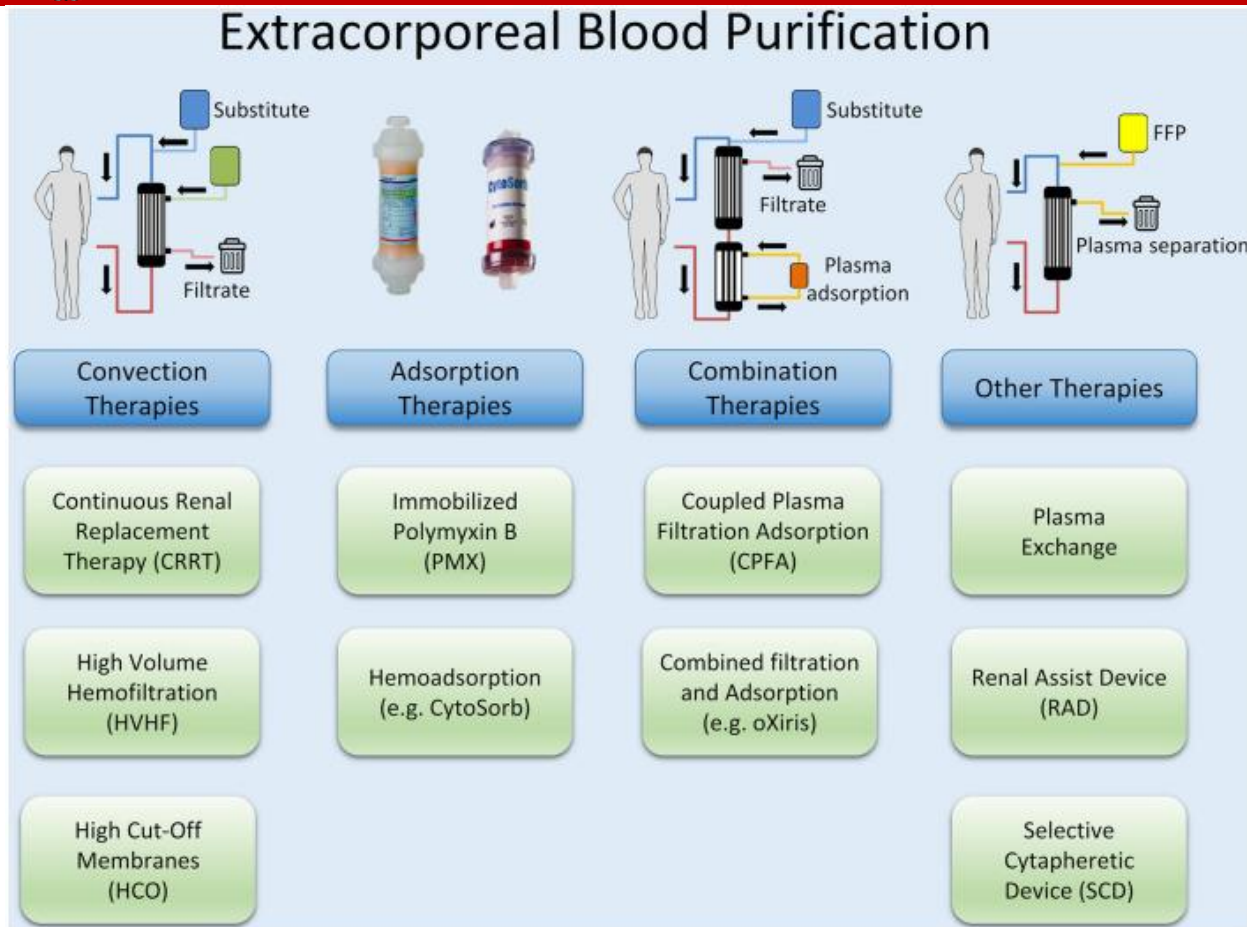 Extracorporeal Blood Purification
Substitute
Filtrate
CytoSorb
Substitute
Filtrate
Plasma
adsorption
FFP
Plasma separation
Convection
Therapies
Adsorption
Therapies
Combination
Therapies
Other Therapies
Continuous Renal
Replacement
Therapy (CRRT)
Immobilized
Polymyxin B
(PMX)
Coupled Plasma
Filtration Adsorption
(CPFA)
Plasma
Exchange
High Volume
Hemofiltration
(HVHF)
Hemoadsorption
(e.g. CytoSorb)
Combined filtration
and Adsorption
(e.g. oXiris)
Renal Assist Device
(RAD)
High Cut-Off
Membranes
(HCO)
Selective
Cytapheretic
Device (SCD)